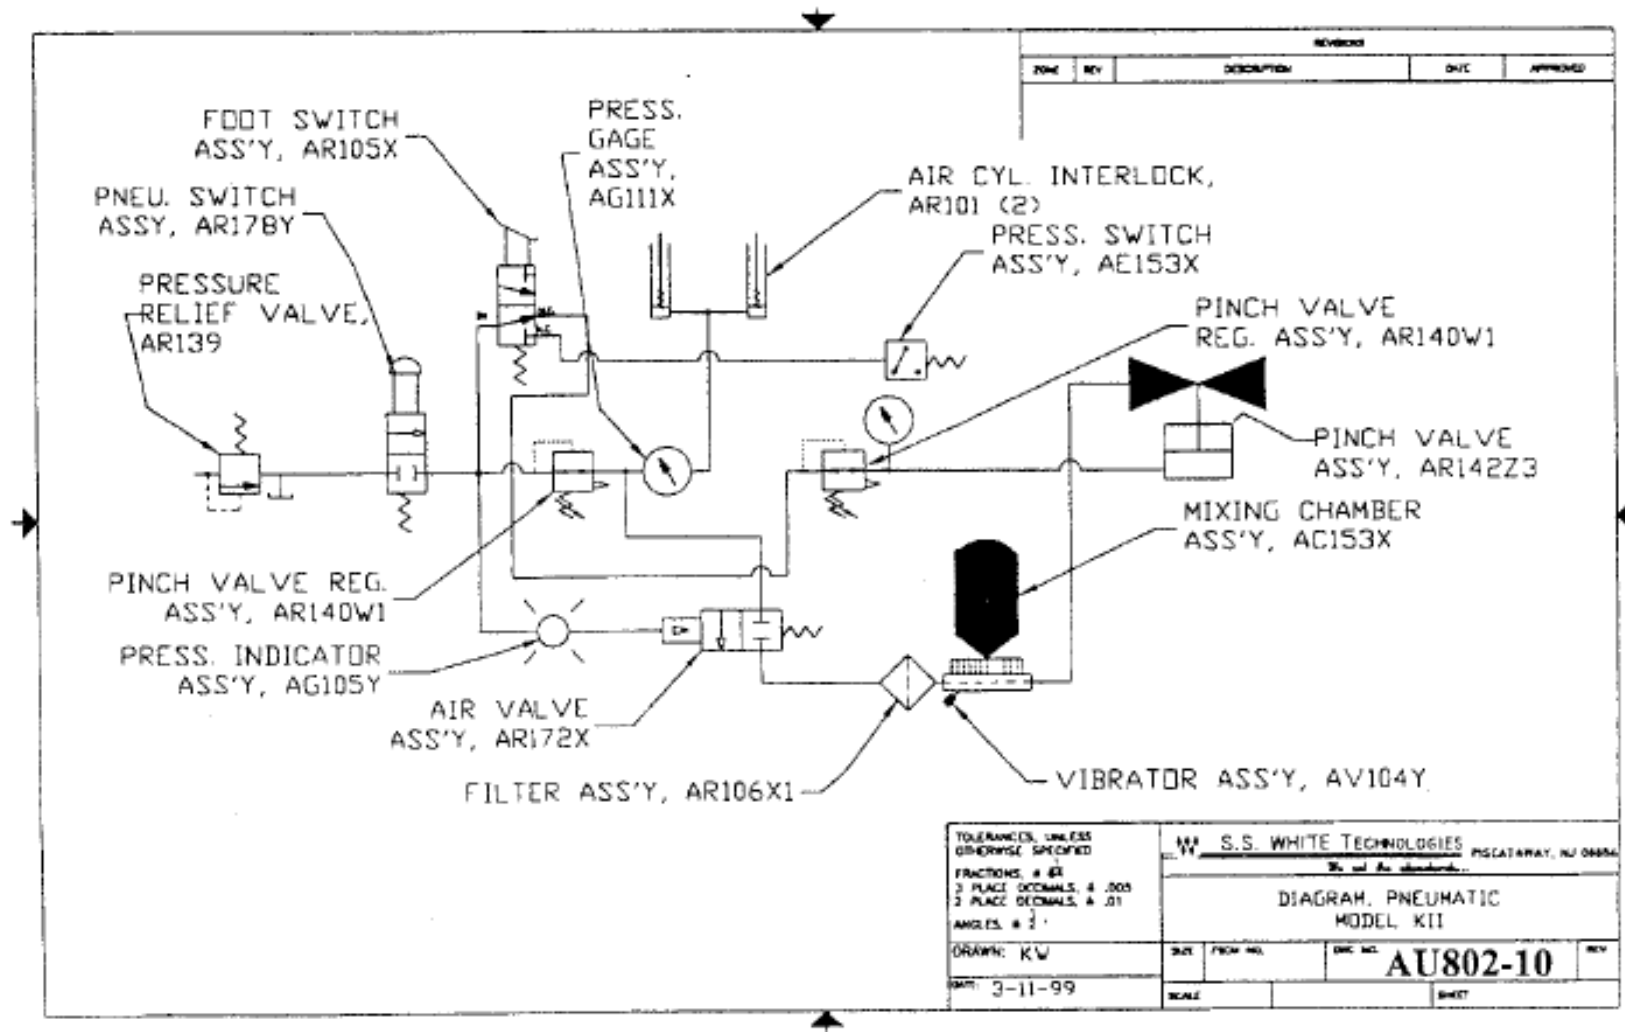 REVISIONS
ZONE REV DESCRIPTION DATE APPROVED
FOOT SWITCH
ASS'Y, AR105X
PRESS.
GAGE
ASS'Y,
AG111X
PNEU. SWITCH
ASSY, AR178Y
AIR CYL. INTERLOCK,
AR101 (2)
PRESS. SWITCH
ASS'Y, AE153X
PRESSURE
RELIEF VALVE,
AR139
PINCH VALVE
REG. ASS'Y, AR140W1
PINCH VALVE
ASS'Y, AR142Z3
MIXING CHAMBER
ASS'Y, AC153X
PINCH VALVE REG.
ASS'Y, AR140W1
PRESS. INDICATOR
ASS'Y, AG105Y
AIR VALVE
ASS'Y, AR172X
FILTER ASS'Y, AR106X1
VIBRATOR ASS'Y, AV104Y
TOLERANCES, UNLESS
OTHERWISE SPECIFIED
FRACTIONS,
3 PLACE DECIMALS, .005
2 PLACE DECIMALS, .01
ANGLES,
DRAWN: KW
DATE: 3-11-99
S.S. WHITE TECHNOLOGIES PISCATAWAY, NJ
DIAGRAM, PNEUMATIC
MODEL KII
SIZE FSCM NO. DWG NO. AU802-10 REV
SCALE SHEET